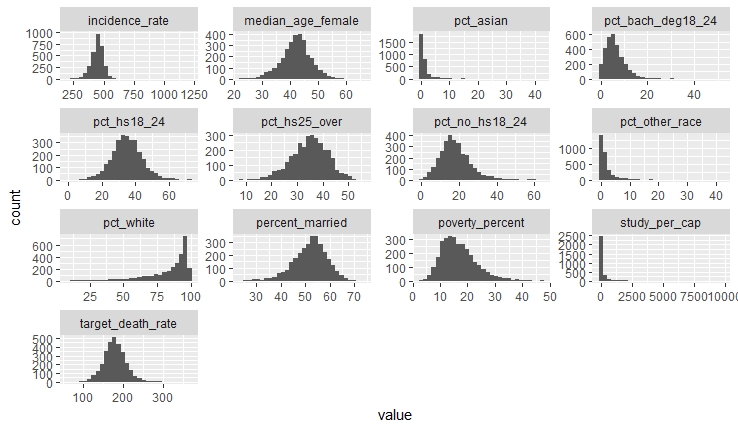 incidence_rate median_age_female pct_asian pct_bach_deg18_24
1000 750 500 250 0
400 300 200 100 0
1500 1000 500 0
600 400 200 0
250 500 750 1000 1250
20 30 40 50 60
0 10 20 30 40
0 20 40
pct_hs18_24 pct_hs25_over pct_no_hs18_24 pct_other_race
300 200 100 0
300 200 100 0
400 300 200 100 0
1000 500 0
0 20 40 60
10 20 30 40 50
0 20 40 60
0 10 20 30 40
pct_white percent_married poverty_percent study_per_cap
600 400 200 0
300 200 100 0
300 200 100 0
2500 2000 1500 1000 500 0
25 50 75 100
30 40 50 60 70
0 10 20 30 40 50
0 2500 5000 7500 10000
target_death_rate
500 400 300 200 100 0
100 200 300
count
value